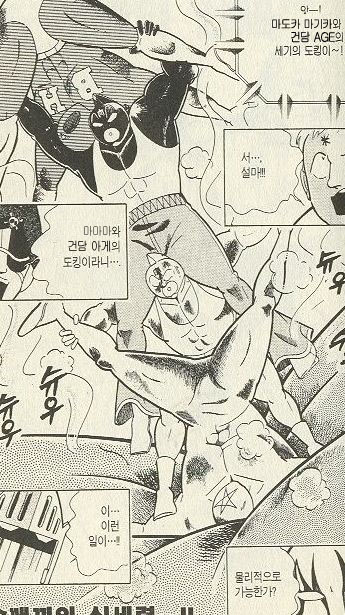 앗—!
마도카 마기카와
건담 AGE의
세기의 도킹이~!
서…,
설마!!
마마마와
건담 아게의
도킹이라니…
슈우
슈우
슈우
이…
이런
일이…!!
물리적으로
가능한가?